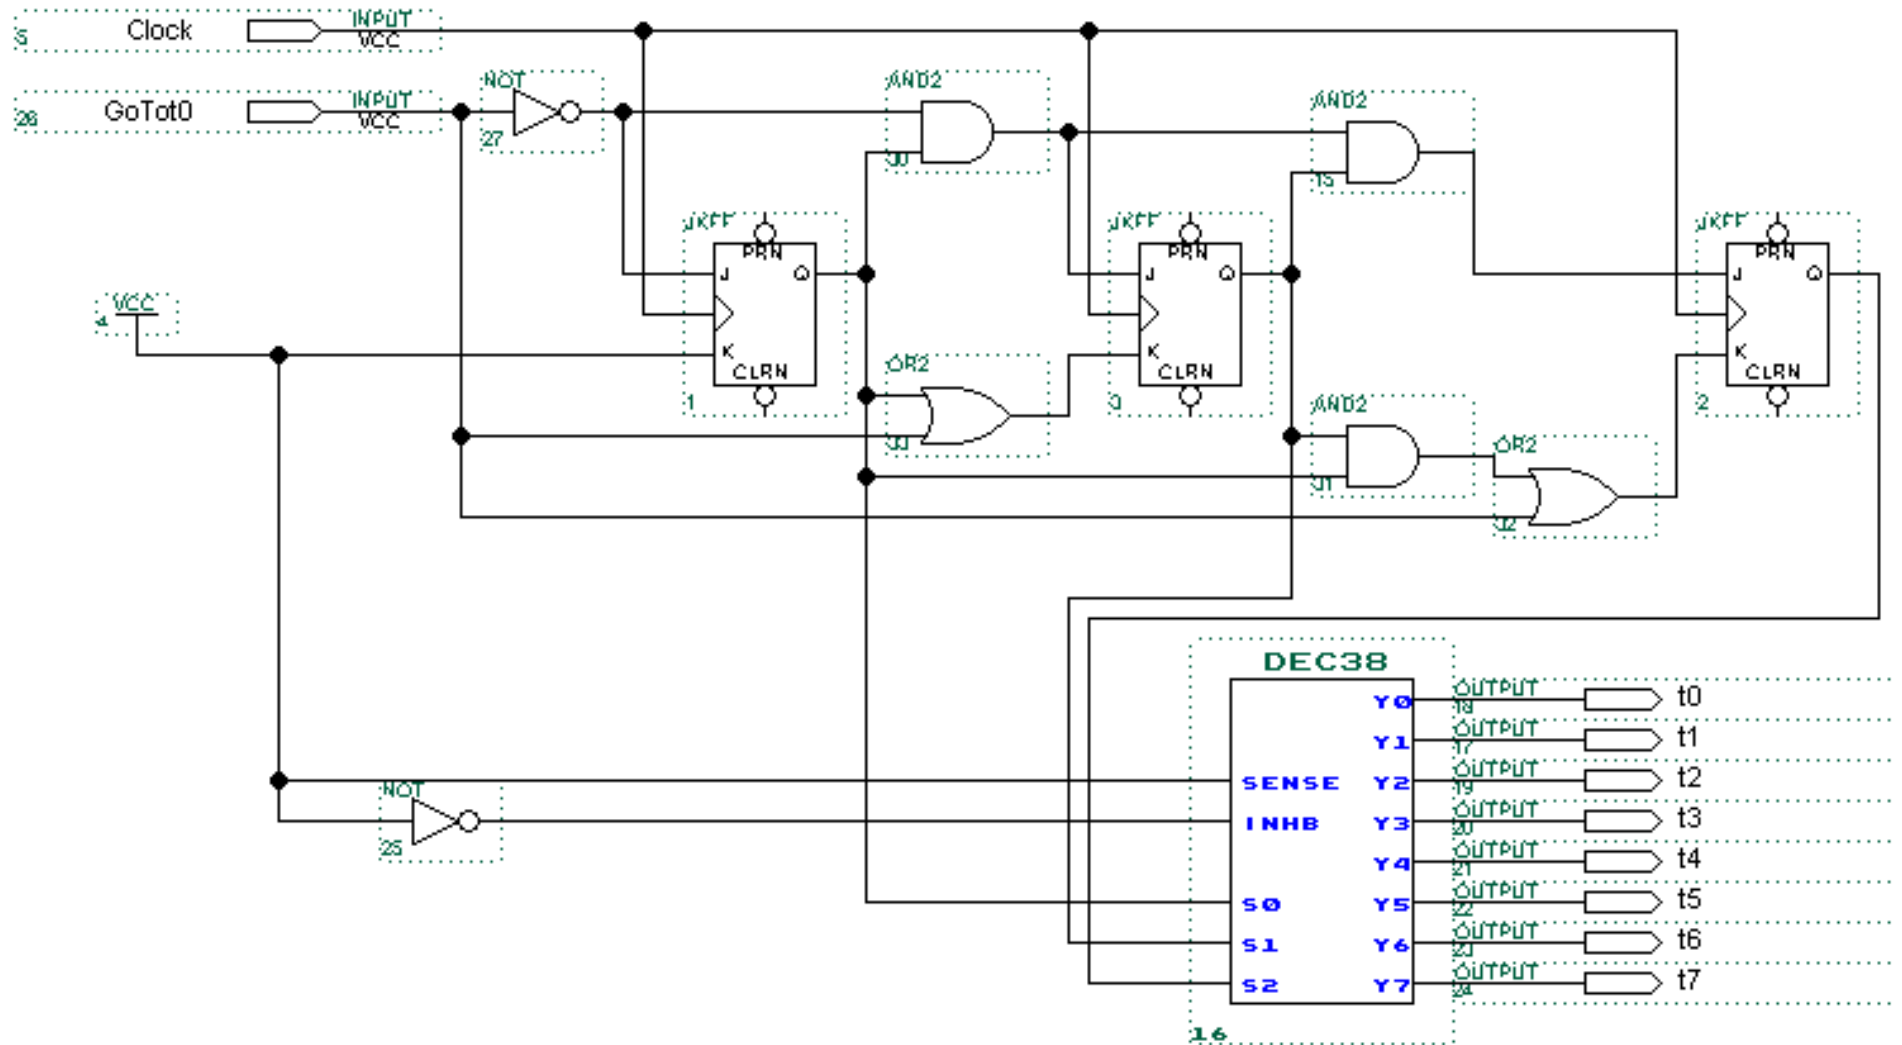 Clock INPUT VCC 5
GoTot0 INPUT VCC 26
NOT 27
AND2 30
AND2 15
JKFF PRN J Q K CLRN 1
JKFF PRN J Q K CLRN 3
JKFF PRN J Q K CLRN 2
VCC 4
OR2 33
AND2 31
OR2 32
DEC38
Y0 OUTPUT 18 t0
Y1 OUTPUT 17 t1
SENSE Y2 OUTPUT 19 t2
INHB Y3 OUTPUT 20 t3
Y4 OUTPUT 21 t4
S0 Y5 OUTPUT 22 t5
S1 Y6 OUTPUT 23 t6
S2 Y7 OUTPUT 24 t7
NOT 25
16